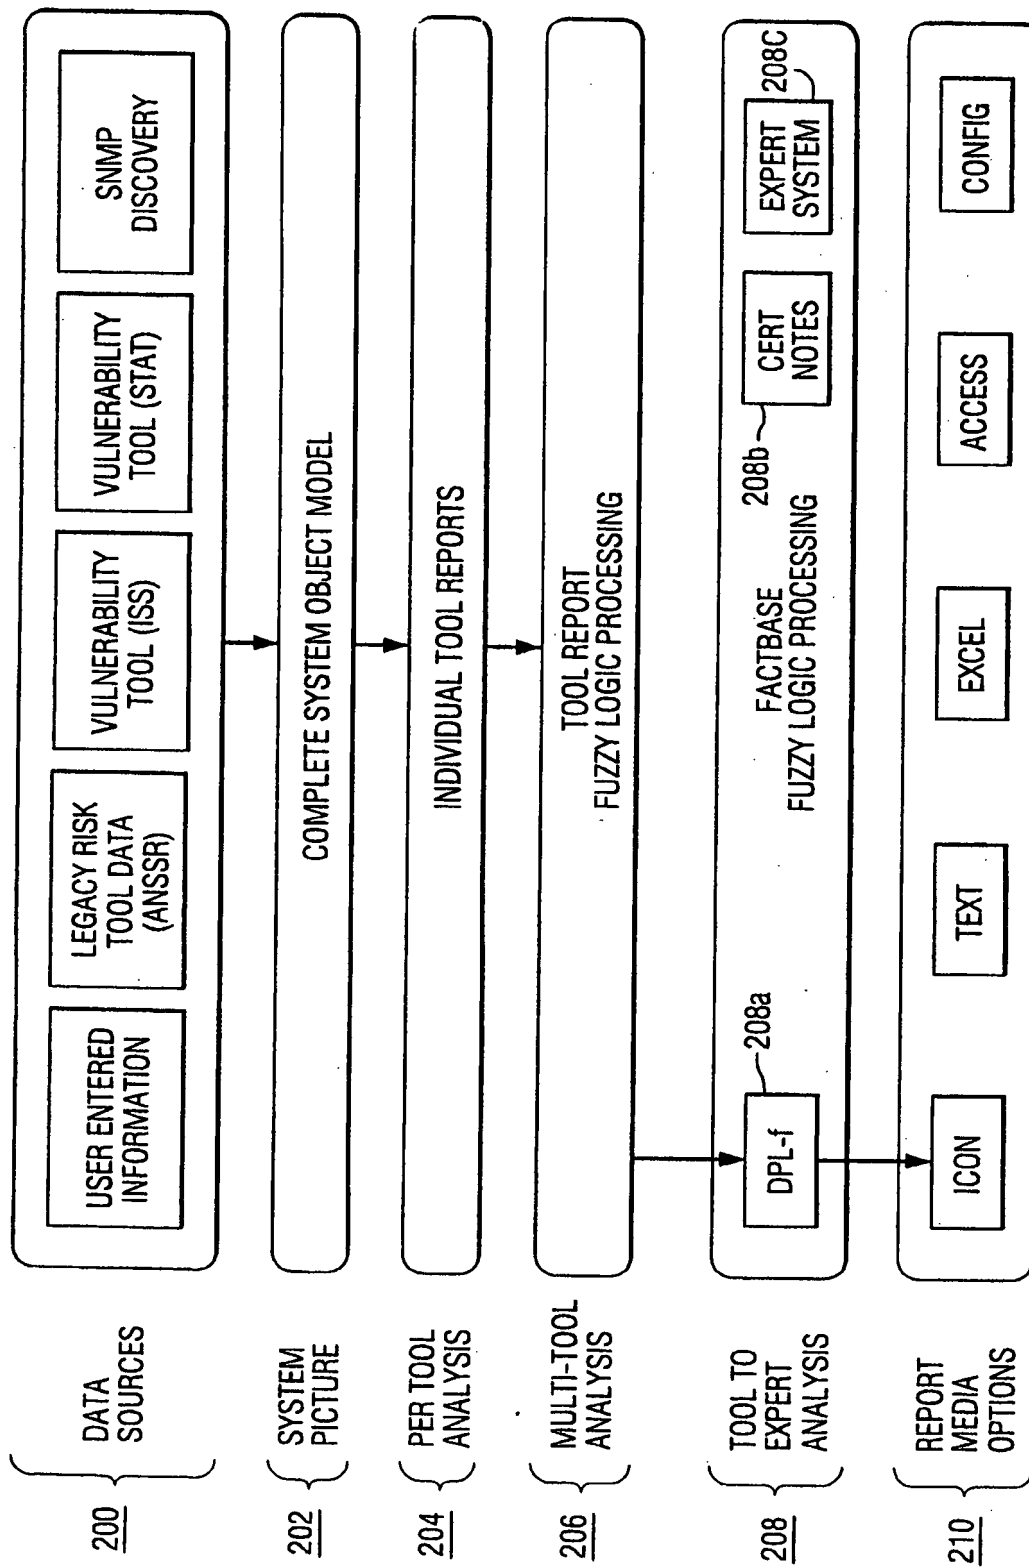 DATA
SOURCES
200
USER ENTERED
INFORMATION
LEGACY RISK
TOOL DATA
(ANSSR)
VULNERABILITY
TOOL (ISS)
VULNERABILITY
TOOL (STAT)
SNMP
DISCOVERY
SYSTEM
PICTURE
202
COMPLETE SYSTEM OBJECT MODEL
PER TOOL
ANALYSIS
204
INDIVIDUAL TOOL REPORTS
MULTI-TOOL
ANALYSIS
206
TOOL REPORT
FUZZY LOGIC PROCESSING
TOOL TO
EXPERT
ANALYSIS
208
DPL-f
208a
FACTBASE
FUZZY LOGIC PROCESSING
208b
CERT
NOTES
EXPERT
SYSTEM
208C
REPORT
MEDIA
OPTIONS
210
ICON
TEXT
EXCEL
ACCESS
CONFIG